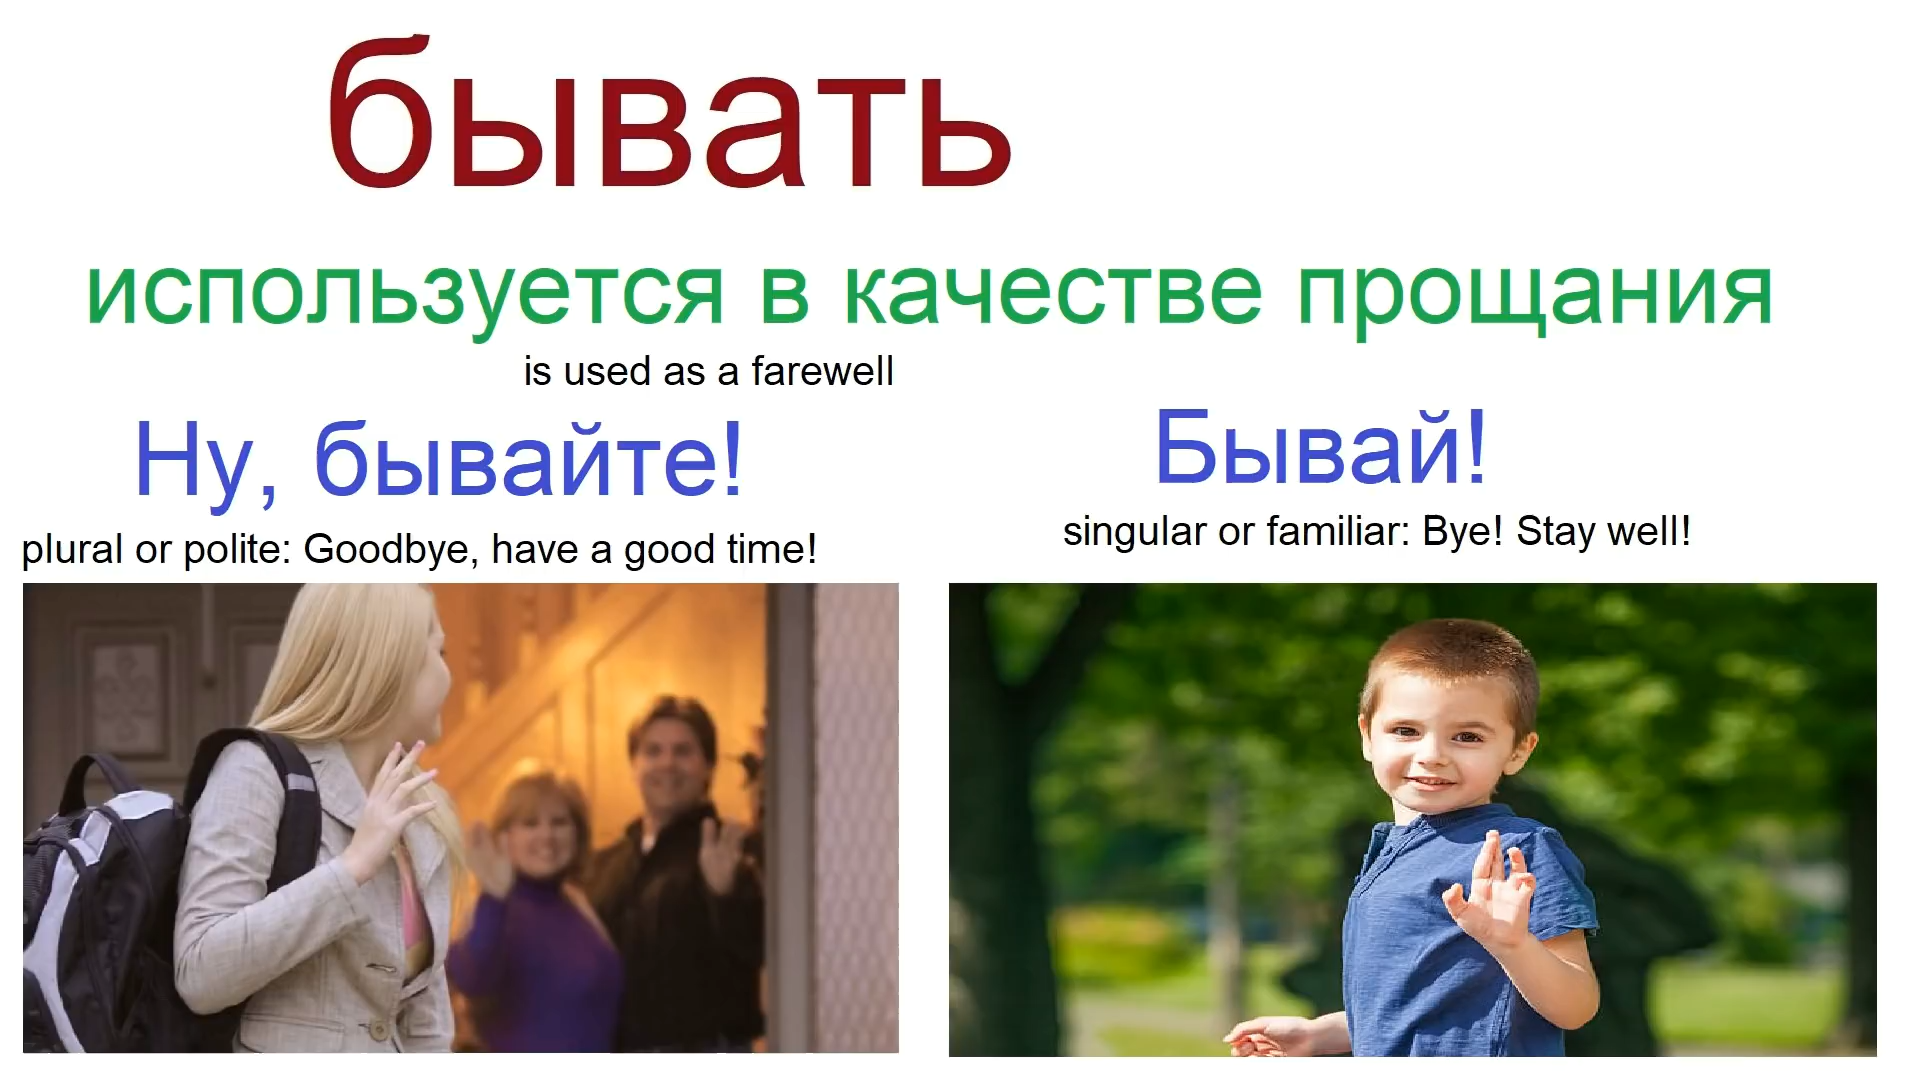 бывать
используется в качестве прощания
is used as a farewell
Ну, бывайте!
plural or polite: Goodbye, have a good time!
Бывай!
singular or familiar: Bye! Stay well!